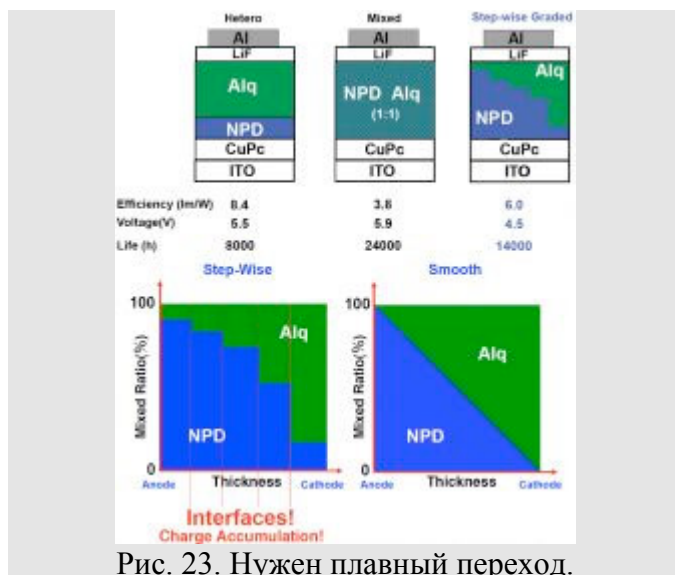 Hetero Mixed Step-wise Graded
Al Al Al
LiF LiF LiF
Alq NPD Alq (1:1) Alq
NPD NPD
CuPc CuPc CuPc
ITO ITO ITO
Efficiency (lm/W) 8.4 3.8 6.0
Voltage(V) 5.5 5.9 4.5
Life (h) 8000 24000 14000
Step-Wise Smooth
100 100
Alq Alq
Mixed Ratio(%) Mixed Ratio(%)
NPD NPD
0 0
Anode Thickness Cathode Anode Thickness Cathode
Interfaces!
Charge Accumulation!
Рис. 23. Нужен плавный переход.